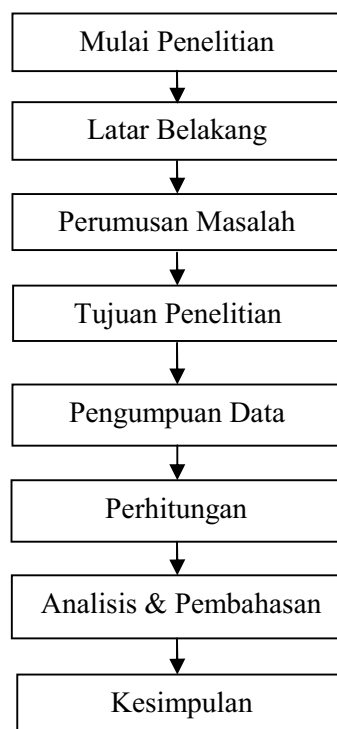 Mulai Penelitian
Latar Belakang
Perumusan Masalah
Tujuan Penelitian
Pengumpuan Data
Perhitungan
Analisis & Pembahasan
Kesimpulan